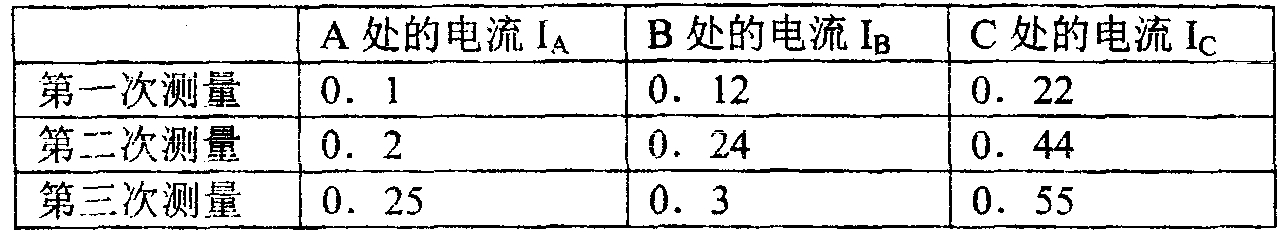 A 处的电流 I_A B 处的电流 I_B C 处的电流 I_C
第一次测量 0. 1 0. 12 0. 22
第二次测量 0. 2 0. 24 0. 44
第三次测量 0. 25 0. 3 0. 55